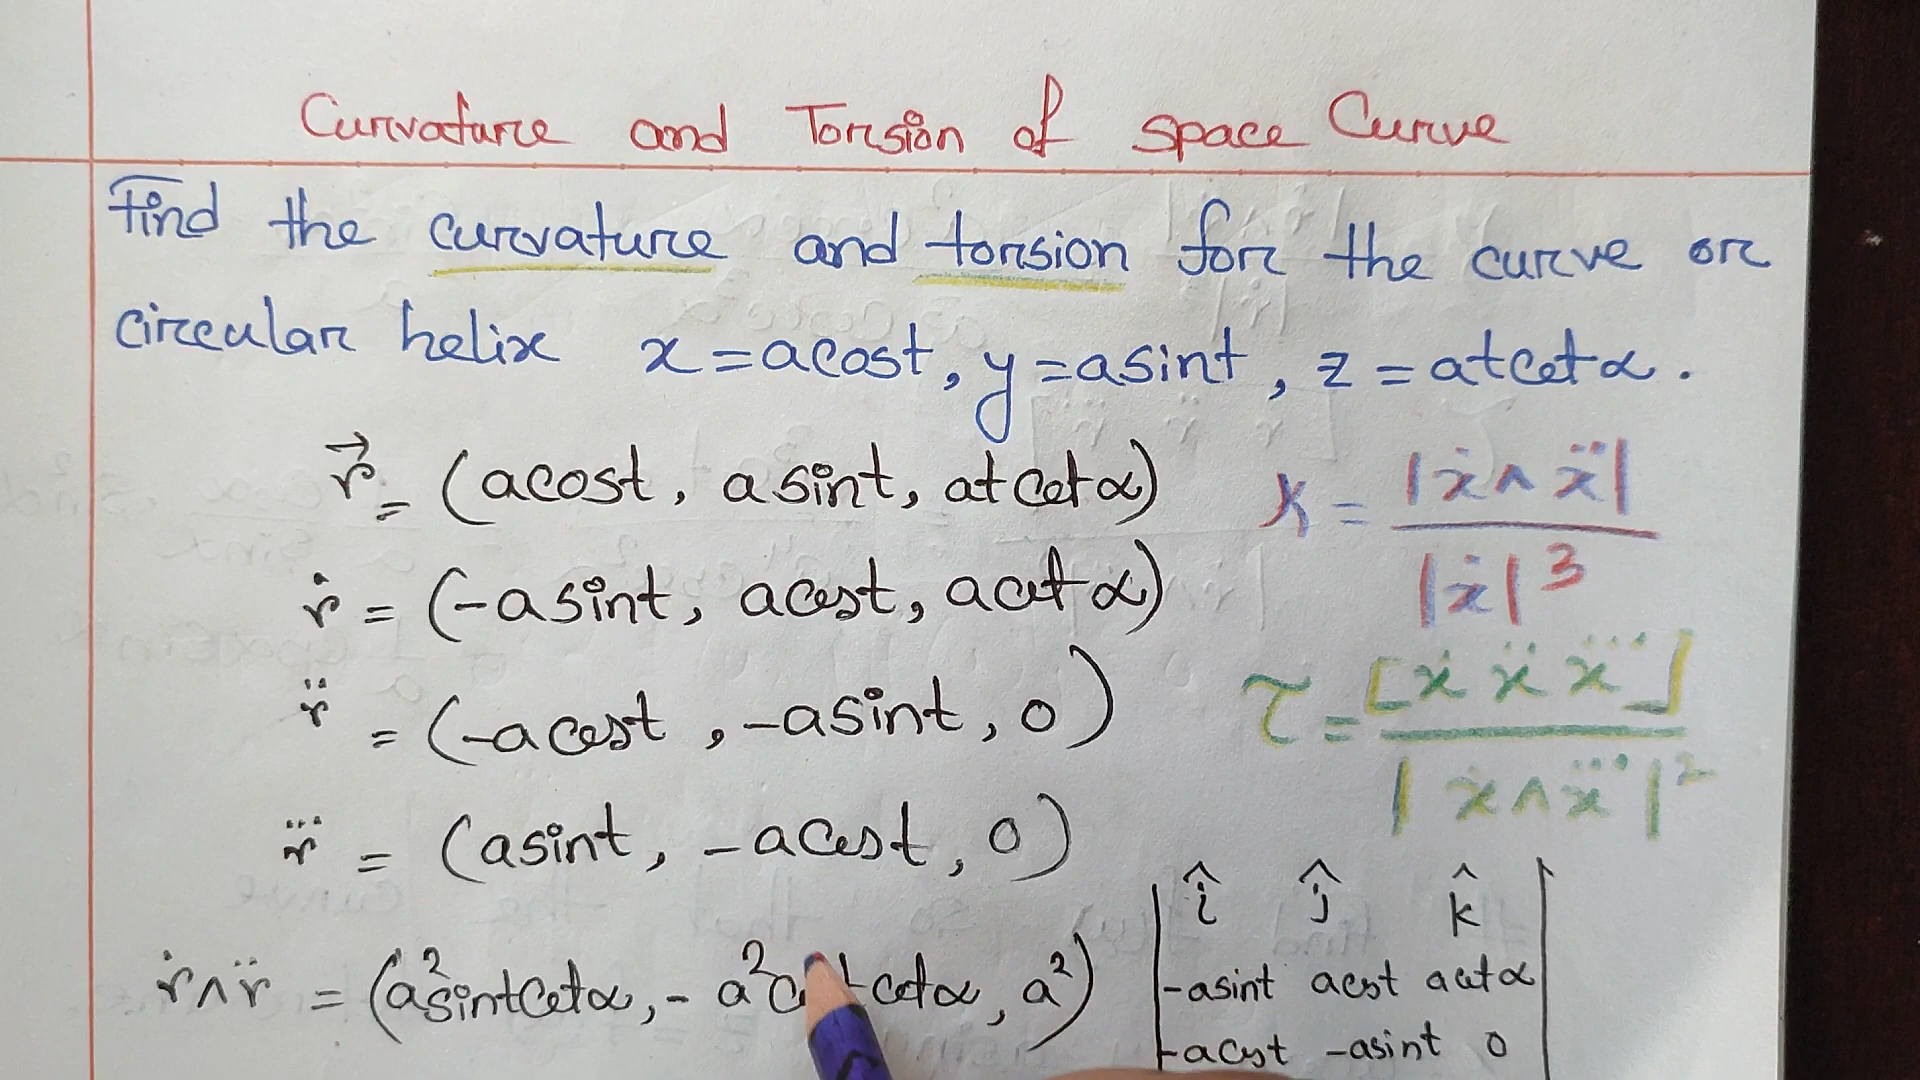 Curvature and Torsion of space Curve
Find the curvature and torsion for the curve or
circular helix x = acost, y = asint, z = atcotα.
r⃗ = (acost, asint, atcotα)
κ = |ẋ ∧ ẍ| / |ẋ|³
ṙ = (-asint, acost, acotα)
r̈ = (-acost, -asint, 0)
τ = [ẋ ẍ x⃛] / |ẋ ∧ ẍ|²
r⃛ = (asint, -acost, 0)
ṙ ∧ r̈ = (a²sintcotα, -a²cost cotα, a²)
î ĵ k̂
-asint acost acotα
-acost -asint 0